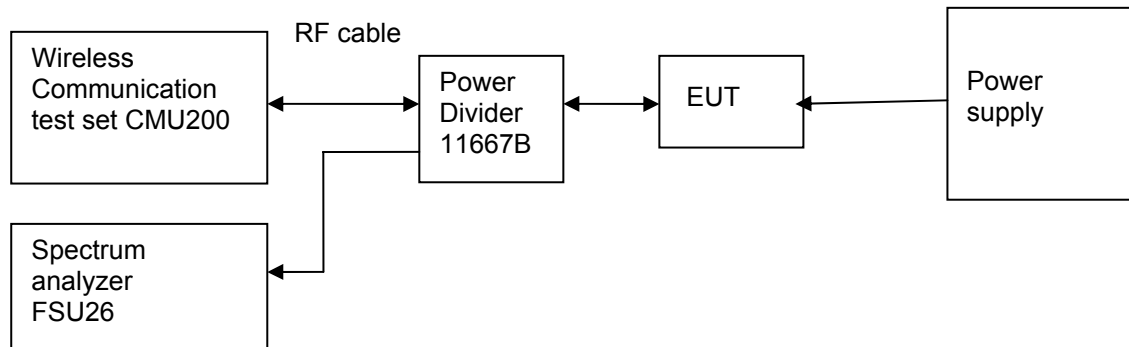 Wireless
Communication
test set CMU200
RF cable
Power
Divider
11667B
EUT
Power
supply
Spectrum
analyzer
FSU26